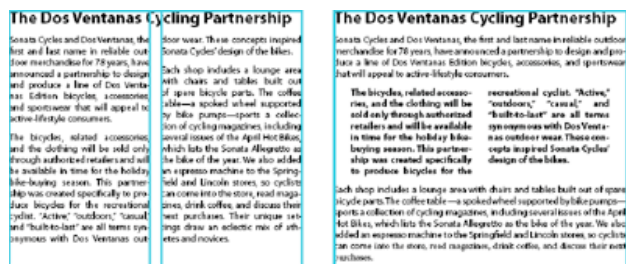 The Dos Ventanas Cycling Partnership
Sonata Cycles and Dos Ventanas, the
first and last name in reliable out-
door merchandise for 78 years, have
announced a partnership to design
and produce a line of Dos Venta-
nas Edition bicycles, accessories,
and sportswear that will appeal to
active-lifestyle consumers.
The bicycles, related accessories,
and the clothing will be sold only
through authorized retailers and will
be available in time for the holiday
bike-buying season. This partner-
ship was created specifically to pro-
duce bicycles for the recreational
cyclist. "Active," "outdoors," "casual,"
and "built-to-last" are all terms syn-
onymous with Dos Ventanas out-
door wear. These concepts inspired
Sonata Cycles' design of the bikes.
Each shop includes a lounge area
with chairs and tables built out
of spare bicycle parts. The coffee
table—a spoked wheel supported
by bike pumps—sports a collec-
tion of cycling magazines, including
several issues of the April Hot Bikes,
which lists the Sonata Allegretto as
the bike of the year. We also added
an espresso machine to the Spring-
field and Lincoln stores, so cyclists
can come into the store, read maga-
zines, drink coffee, and discuss their
next purchases. Their unique set-
tings draw an eclectic mix of ath-
letes and novices.
The Dos Ventanas Cycling Partnership
Sonata Cycles and Dos Ventanas, the first and last name in reliable outdoor
merchandise for 78 years, have announced a partnership to design and pro-
duce a line of Dos Ventanas Edition bicycles, accessories, and sportswear
that will appeal to active-lifestyle consumers.
The bicycles, related accesso-
ries, and the clothing will be
sold only through authorized
retailers and will be available
in time for the holiday bike-
buying season. This partner-
ship was created specifically
to produce bicycles for the
recreational cyclist. "Active,"
"outdoors," "casual," and
"built-to-last" are all terms
synonymous with Dos Venta-
nas outdoor wear. These con-
cepts inspired Sonata Cycles'
design of the bikes.
Each shop includes a lounge area with chairs and tables built out of spare
bicycle parts. The coffee table—a spoked wheel supported by bike pumps—
sports a collection of cycling magazines, including several issues of the April
Hot Bikes, which lists the Sonata Allegretto as the bike of the year. We also
added an espresso machine to the Springfield and Lincoln stores, so cyclists
can come into the store, read magazines, drink coffee, and discuss their next
purchases.